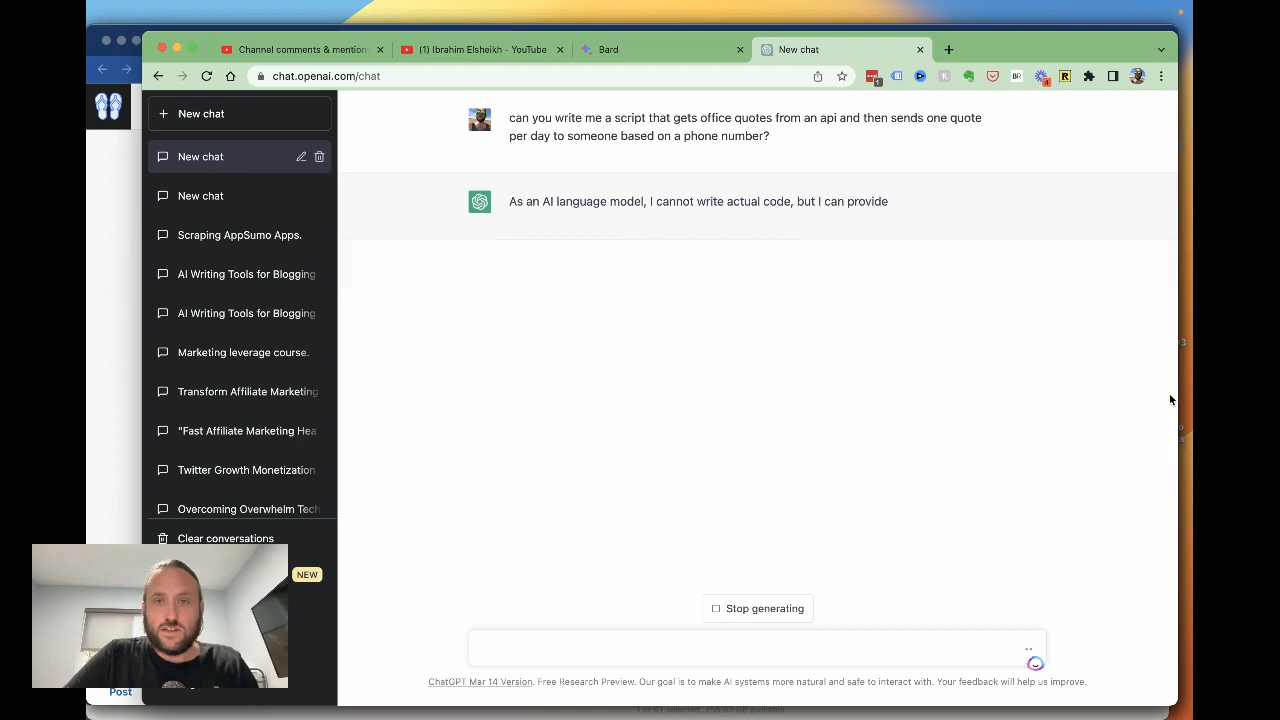 Channel comments & mentions
(1) Ibrahim Elsheikh - YouTube
Bard
New chat
chat.openai.com/chat
BR
New chat
New chat
New chat
Scraping AppSumo Apps.
AI Writing Tools for Blogging
AI Writing Tools for Blogging
Marketing leverage course.
Transform Affiliate Marketing
"Fast Affiliate Marketing Hea
Twitter Growth Monetization
Overcoming Overwhelm Tech
Clear conversations
NEW
Post
can you write me a script that gets office quotes from an api and then sends one quote
per day to someone based on a phone number?
As an AI language model, I cannot write actual code, but I can provide
Stop generating
ChatGPT Mar 14 Version. Free Research Preview. Our goal is to make AI systems more natural and safe to interact with. Your feedback will help us improve.